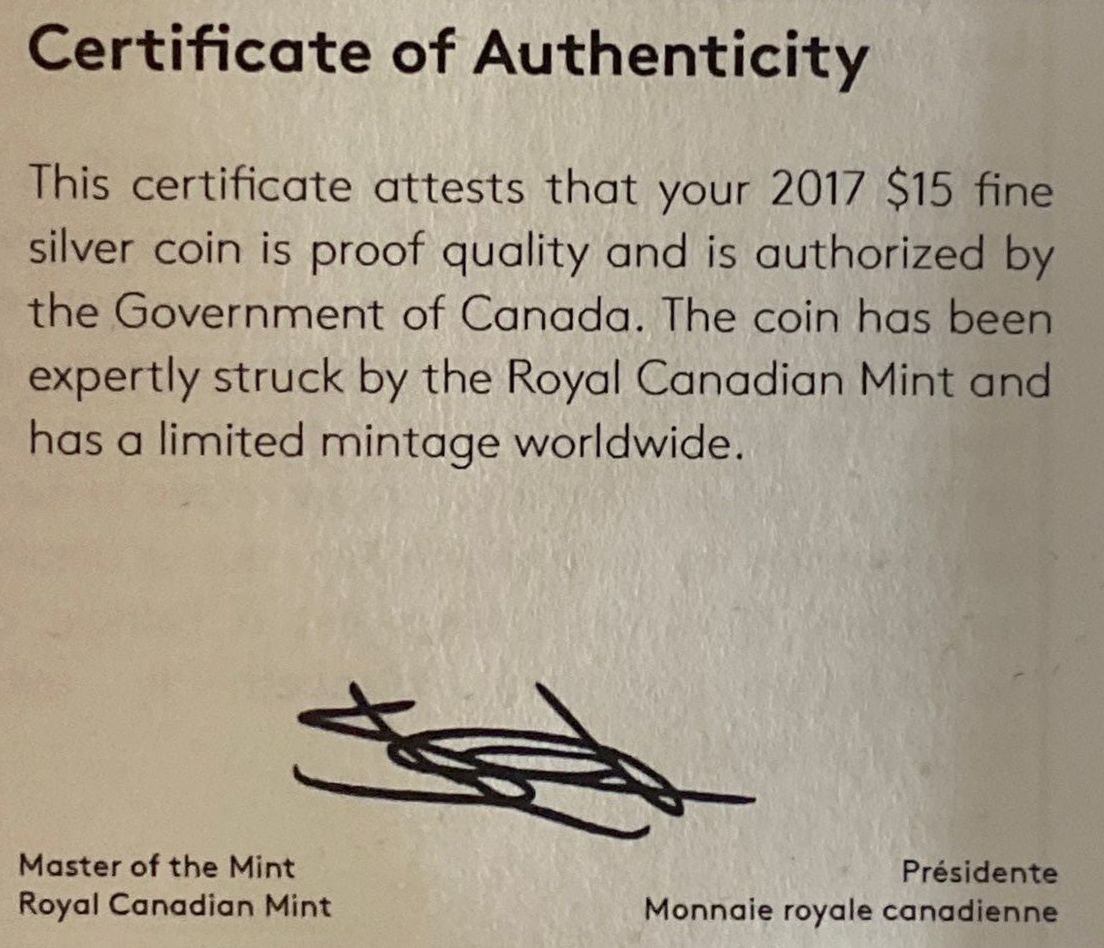 Certificate of Authenticity
This certificate attests that your 2017 $15 fine
silver coin is proof quality and is authorized by
the Government of Canada. The coin has been
expertly struck by the Royal Canadian Mint and
has a limited mintage worldwide.
Master of the Mint
Royal Canadian Mint
Présidente
Monnaie royale canadienne